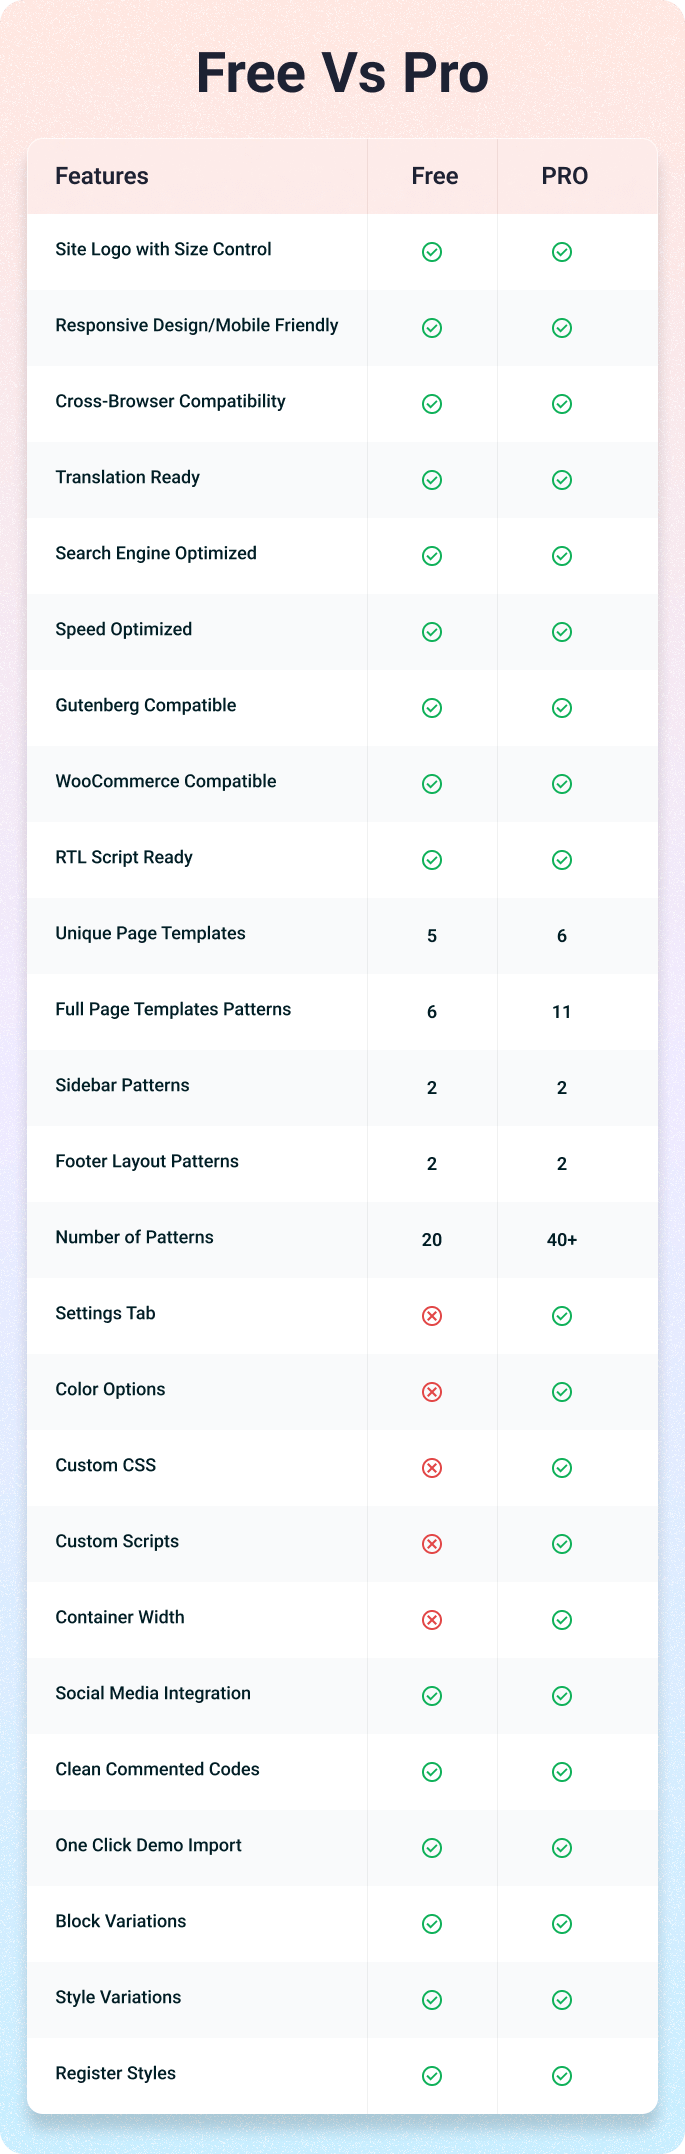 Free Vs Pro
Features Free PRO
Site Logo with Size Control
Responsive Design/Mobile Friendly
Cross-Browser Compatibility
Translation Ready
Search Engine Optimized
Speed Optimized
Gutenberg Compatible
WooCommerce Compatible
RTL Script Ready
Unique Page Templates 5 6
Full Page Templates Patterns 6 11
Sidebar Patterns 2 2
Footer Layout Patterns 2 2
Number of Patterns 20 40+
Settings Tab
Color Options
Custom CSS
Custom Scripts
Container Width
Social Media Integration
Clean Commented Codes
One Click Demo Import
Block Variations
Style Variations
Register Styles